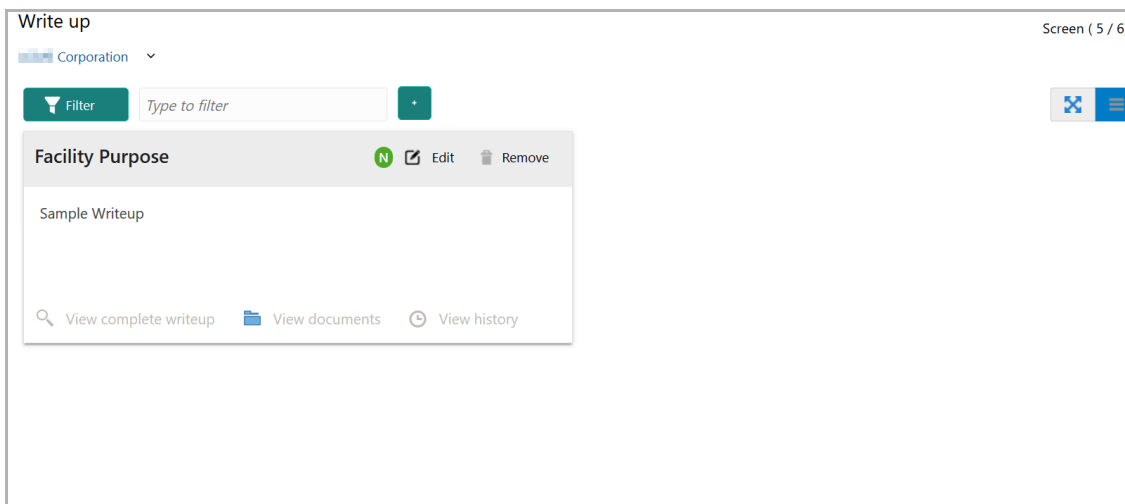 Write up
Screen ( 5 / 6
Corporation
Filter
Type to filter
+
Facility Purpose
N
Edit
Remove
Sample Writeup
View complete writeup
View documents
View history